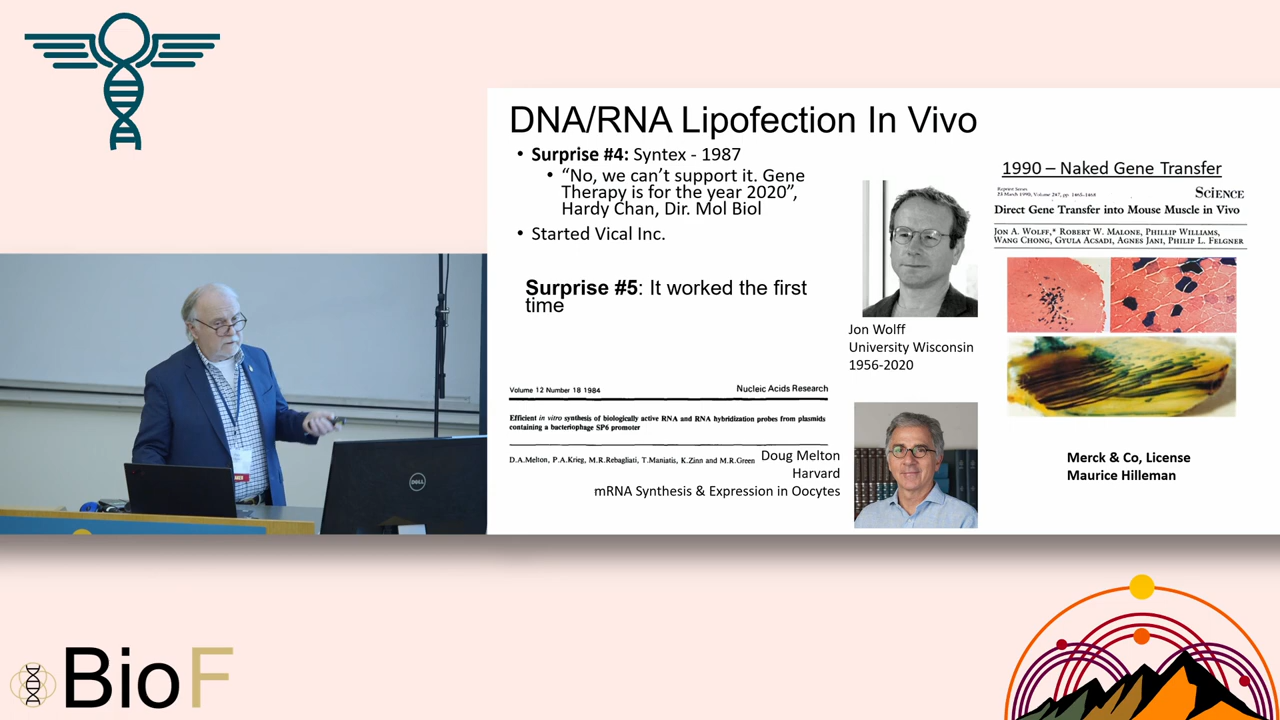 DNA/RNA Lipofection In Vivo
• Surprise #4: Syntex - 1987
• “No, we can’t support it. Gene
Therapy is for the year 2020”,
Hardy Chan, Dir. Mol Biol
• Started Vical Inc.
Surprise #5: It worked the first
time
Volume 12 Number 18 1984
Nucleic Acids Research
Efficient in vitro synthesis of biologically active RNA and RNA hybridization probes from plasmids
containing a bacteriophage SP6 promoter
D.A.Melton, P.A.Krieg, M.R.Rebagliati, T.Maniatis, K.Zinn and M.R.Green
Doug Melton
Harvard
mRNA Synthesis & Expression in Oocytes
Jon Wolff
University Wisconsin
1956-2020
1990 – Naked Gene Transfer
Reprint Series
23 March 1990, Volume 247, pp. 1465-1468
SCIENCE
Direct Gene Transfer into Mouse Muscle in Vivo
JON A. WOLFF,* ROBERT W. MALONE, PHILLIP WILLIAMS,
WANG CHONG, GYULA ACSADI, AGNES JANI, PHILIP L. FELGNER
Merck & Co, License
Maurice Hilleman
DELL
BioF